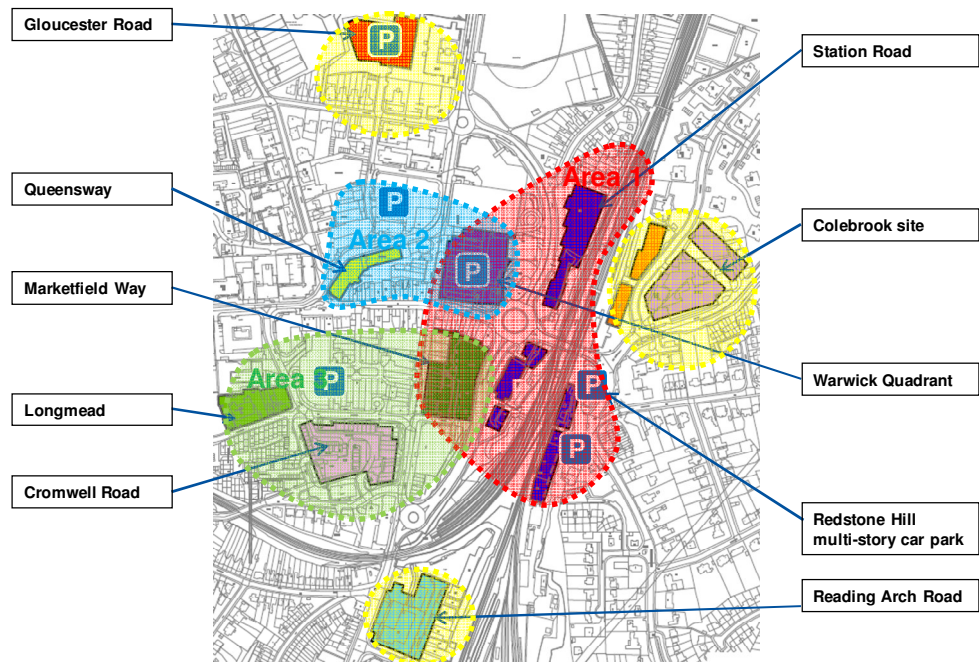 Gloucester Road
P
Station Road
Area 1
Queensway
P
Area 2
Colebrook site
P
Marketfield Way
Area
P
Warwick Quadrant
P
Longmead
P
Cromwell Road
Redstone Hill
multi-story car park
Reading Arch Road